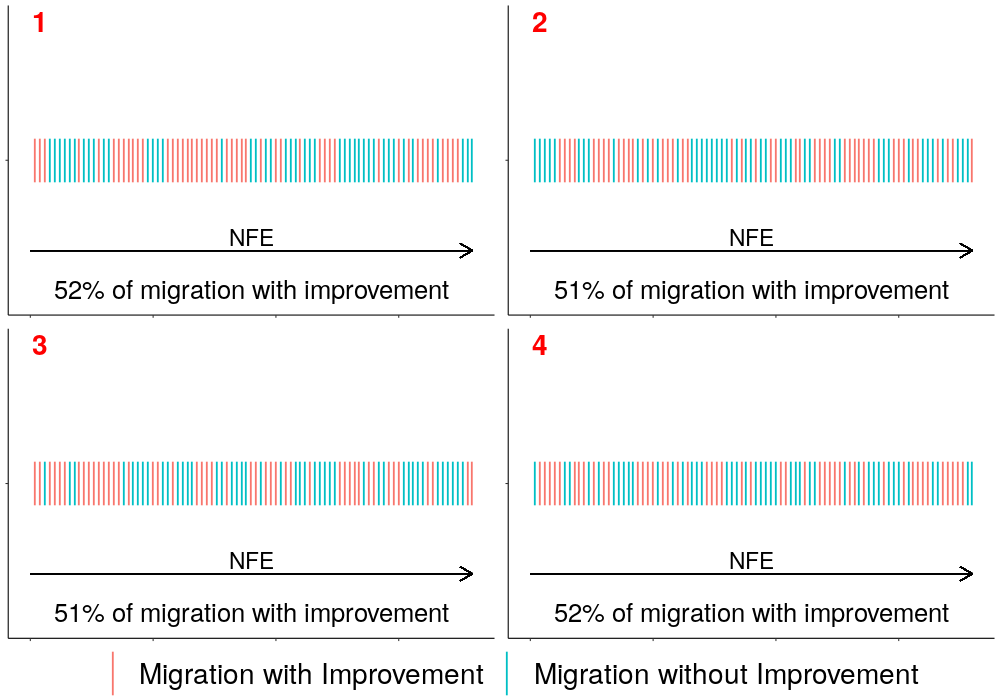 1
NFE
52% of migration with improvement
2
NFE
51% of migration with improvement
3
NFE
51% of migration with improvement
4
NFE
52% of migration with improvement
Migration with Improvement
Migration without Improvement